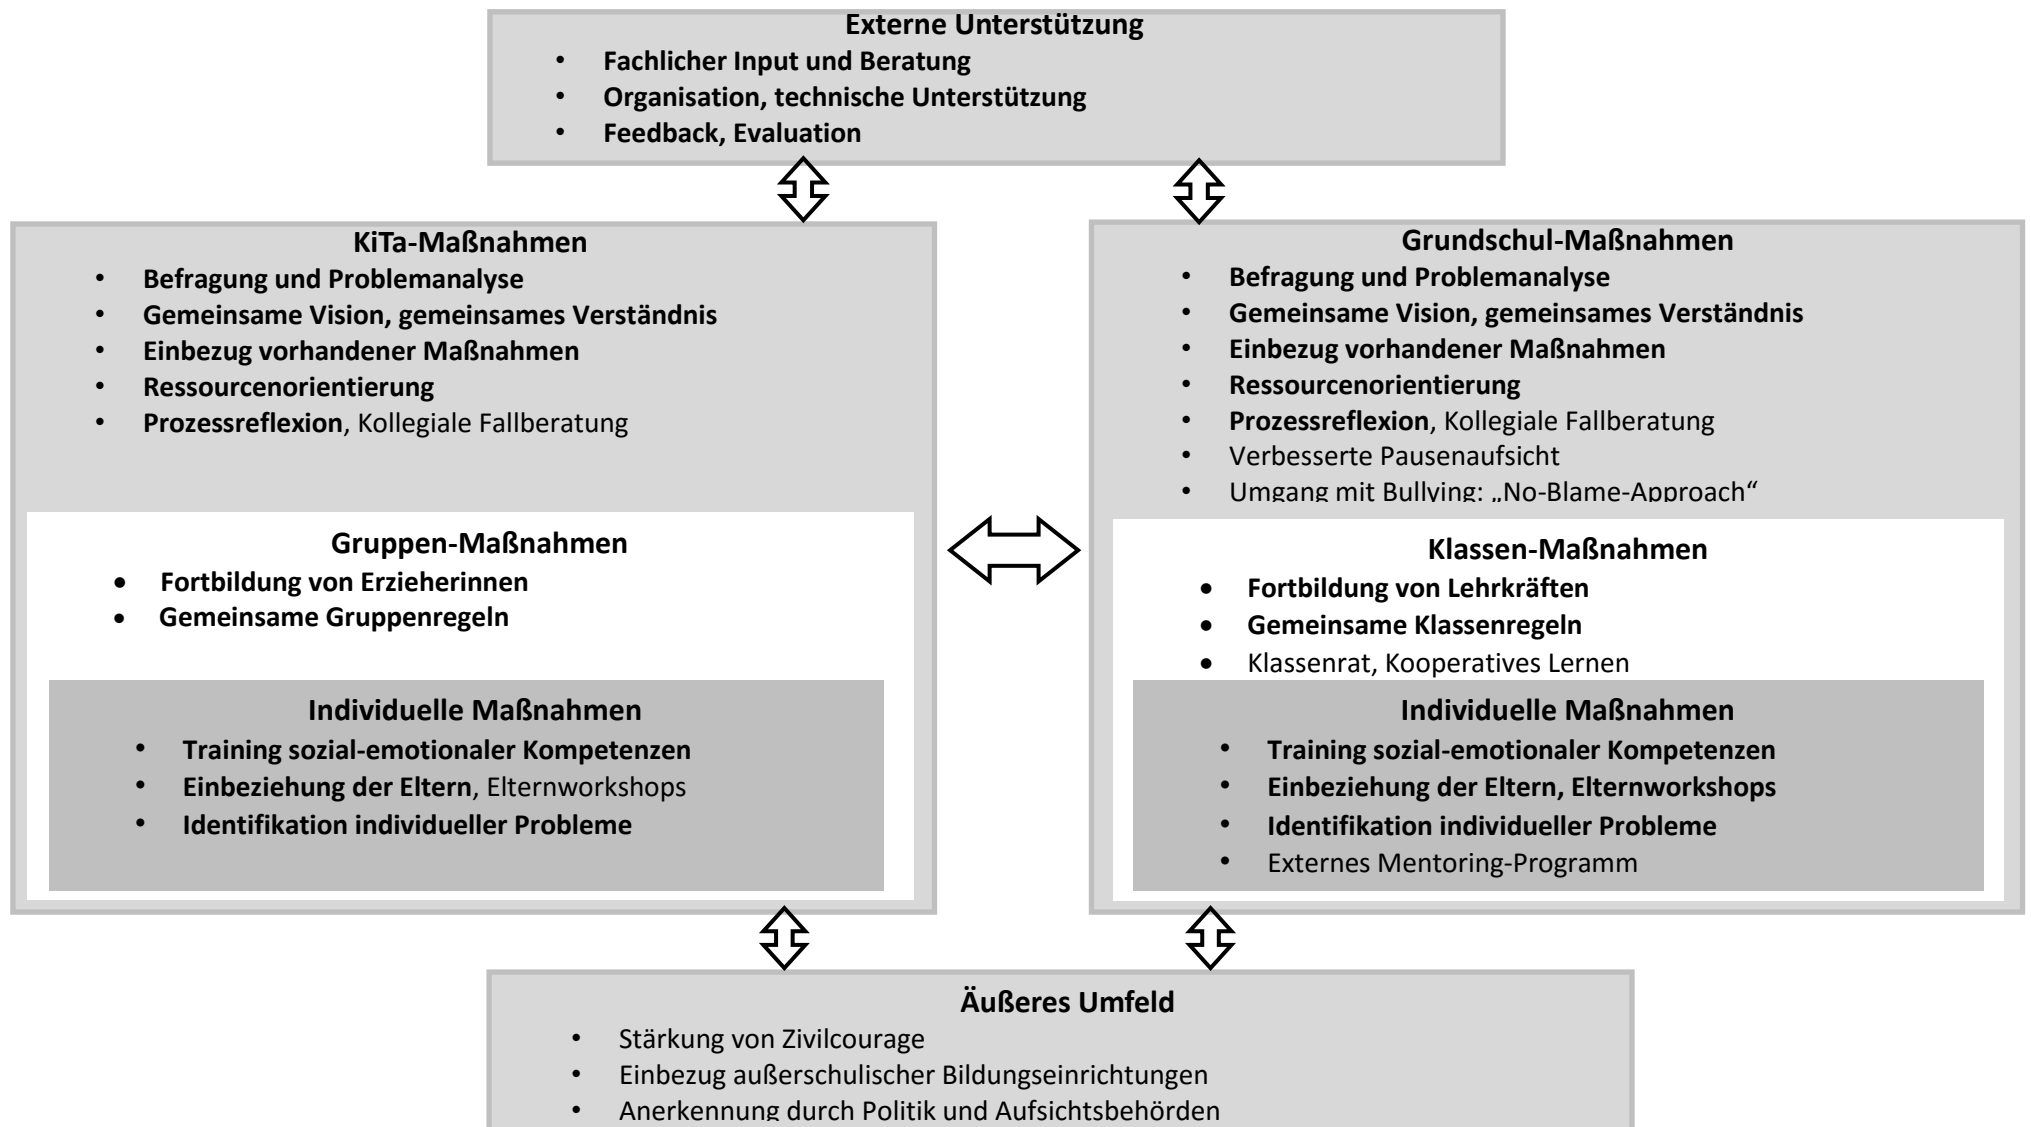 Externe Unterstützung
• Fachlicher Input und Beratung
• Organisation, technische Unterstützung
• Feedback, Evaluation
KiTa-Maßnahmen
• Befragung und Problemanalyse
• Gemeinsame Vision, gemeinsames Verständnis
• Einbezug vorhandener Maßnahmen
• Ressourcenorientierung
• Prozessreflexion, Kollegiale Fallberatung
Gruppen-Maßnahmen
• Fortbildung von Erzieherinnen
• Gemeinsame Gruppenregeln
Individuelle Maßnahmen
• Training sozial-emotionaler Kompetenzen
• Einbeziehung der Eltern, Elternworkshops
• Identifikation individueller Probleme
Grundschul-Maßnahmen
• Befragung und Problemanalyse
• Gemeinsame Vision, gemeinsames Verständnis
• Einbezug vorhandener Maßnahmen
• Ressourcenorientierung
• Prozessreflexion, Kollegiale Fallberatung
• Verbesserte Pausenaufsicht
• Umgang mit Bullying: „No-Blame-Approach“
Klassen-Maßnahmen
• Fortbildung von Lehrkräften
• Gemeinsame Klassenregeln
• Klassenrat, Kooperatives Lernen
Individuelle Maßnahmen
• Training sozial-emotionaler Kompetenzen
• Einbeziehung der Eltern, Elternworkshops
• Identifikation individueller Probleme
• Externes Mentoring-Programm
Äußeres Umfeld
• Stärkung von Zivilcourage
• Einbezug außerschulischer Bildungseinrichtungen
• Anerkennung durch Politik und Aufsichtsbehörden